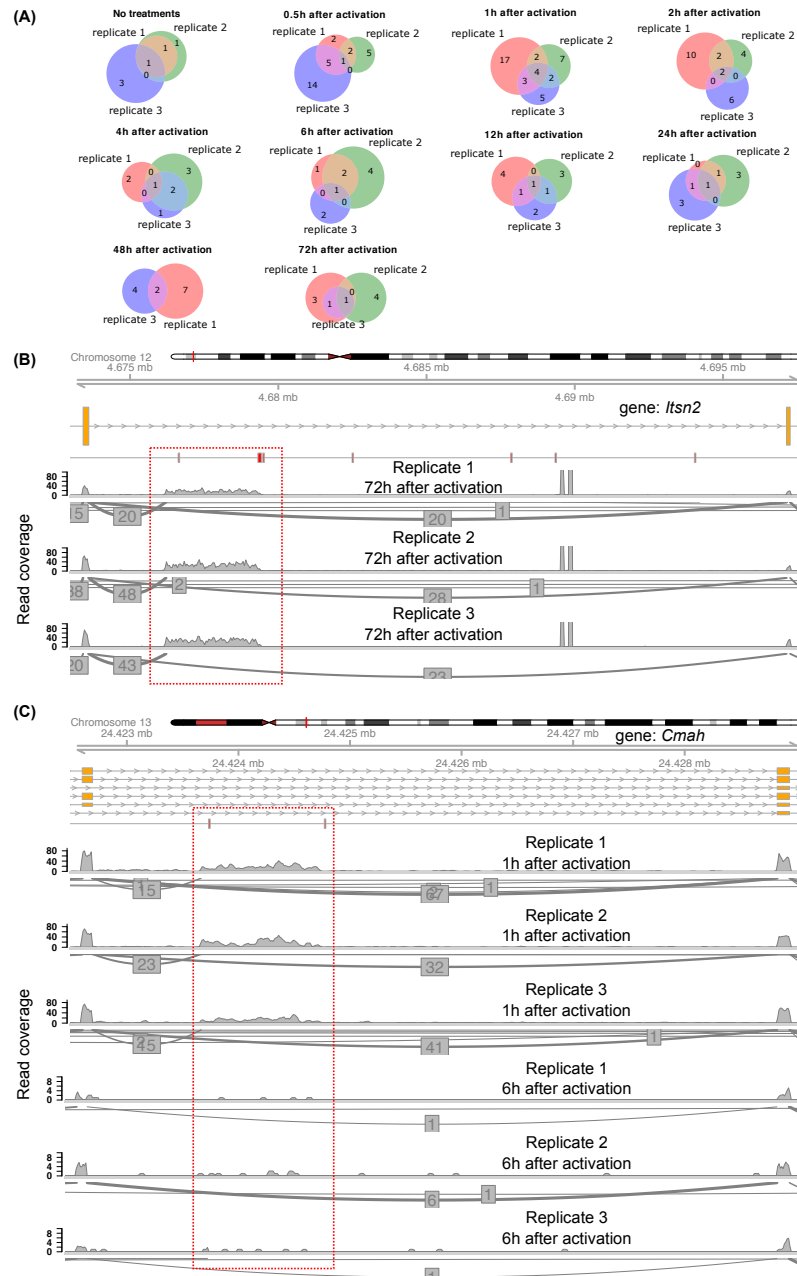 (A)
No treatments
replicate 1
replicate 2
1
1
1
0
3
replicate 3
0.5h after activation
replicate 1
replicate 2
2
2
5
5
1
0
14
replicate 3
1h after activation
replicate 1
replicate 2
17
2
7
4
3
2
5
replicate 3
2h after activation
replicate 1
replicate 2
10
2
4
2
0
0
6
replicate 3
4h after activation
replicate 1
replicate 2
2
0
3
1
0
2
1
replicate 3
6h after activation
replicate 1
replicate 2
1
2
4
0
1
0
2
replicate 3
12h after activation
replicate 1
replicate 2
4
0
3
1
1
1
2
replicate 3
24h after activation
replicate 1
replicate 2
0
1
3
1
1
3
0
replicate 3
48h after activation
4
2
7
replicate 3
replicate 1
72h after activation
replicate 1
replicate 2
0
3
1
1
4
replicate 3
(B)
Chromosome 12
4.675 mb
4.685 mb
4.695 mb
4.68 mb
4.69 mb
gene: Itsn2
Read coverage
Replicate 1
72h after activation
80
40
0
15
20
20
1
Replicate 2
72h after activation
80
40
0
38
48
2
28
1
Replicate 3
72h after activation
80
40
0
20
43
23
(C)
Chromosome 13
24.423 mb
24.425 mb
24.427 mb
24.424 mb
24.426 mb
24.428 mb
gene: Cmah
Read coverage
Replicate 1
1h after activation
80
40
0
15
1
Replicate 2
1h after activation
80
40
0
23
32
Replicate 3
1h after activation
80
40
0
45
41
1
Replicate 1
6h after activation
8
4
0
1
Replicate 2
6h after activation
8
4
0
6
1
Replicate 3
6h after activation
8
4
0
1